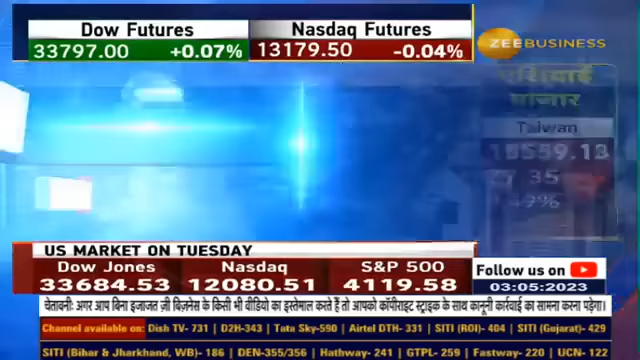 Dow Futures
33797.00 +0.07%
Nasdaq Futures
13179.50 -0.04%
ZEEBUSINESS
एशियाई
बाजार
Taiwan
US MARKET ON TUESDAY
Dow Jones
33684.53
Nasdaq
12080.51
S&P 500
4119.58
Follow us on
03:05:2023
चेतावनी: अगर आप बिना इजाजत ज़ी बिज़नेस के किसी भी वीडियो का इस्तेमाल करते हैं तो आपको कॉपीराइट स्ट्राइक के साथ कानूनी कार्रवाई का सामना करना पड़ेगा।
Channel available on: Dish TV- 731 | D2H-343 | Tata Sky-590 | Airtel DTH- 331 | SITI (ROI) - 404 | SITI (Gujarat) - 429
SITI (Bihar & Jharkhand, WB)- 186 | DEN-355/356 | Hathway- 241 | GTPL- 259 | Fastway- 220 | UCN- 122